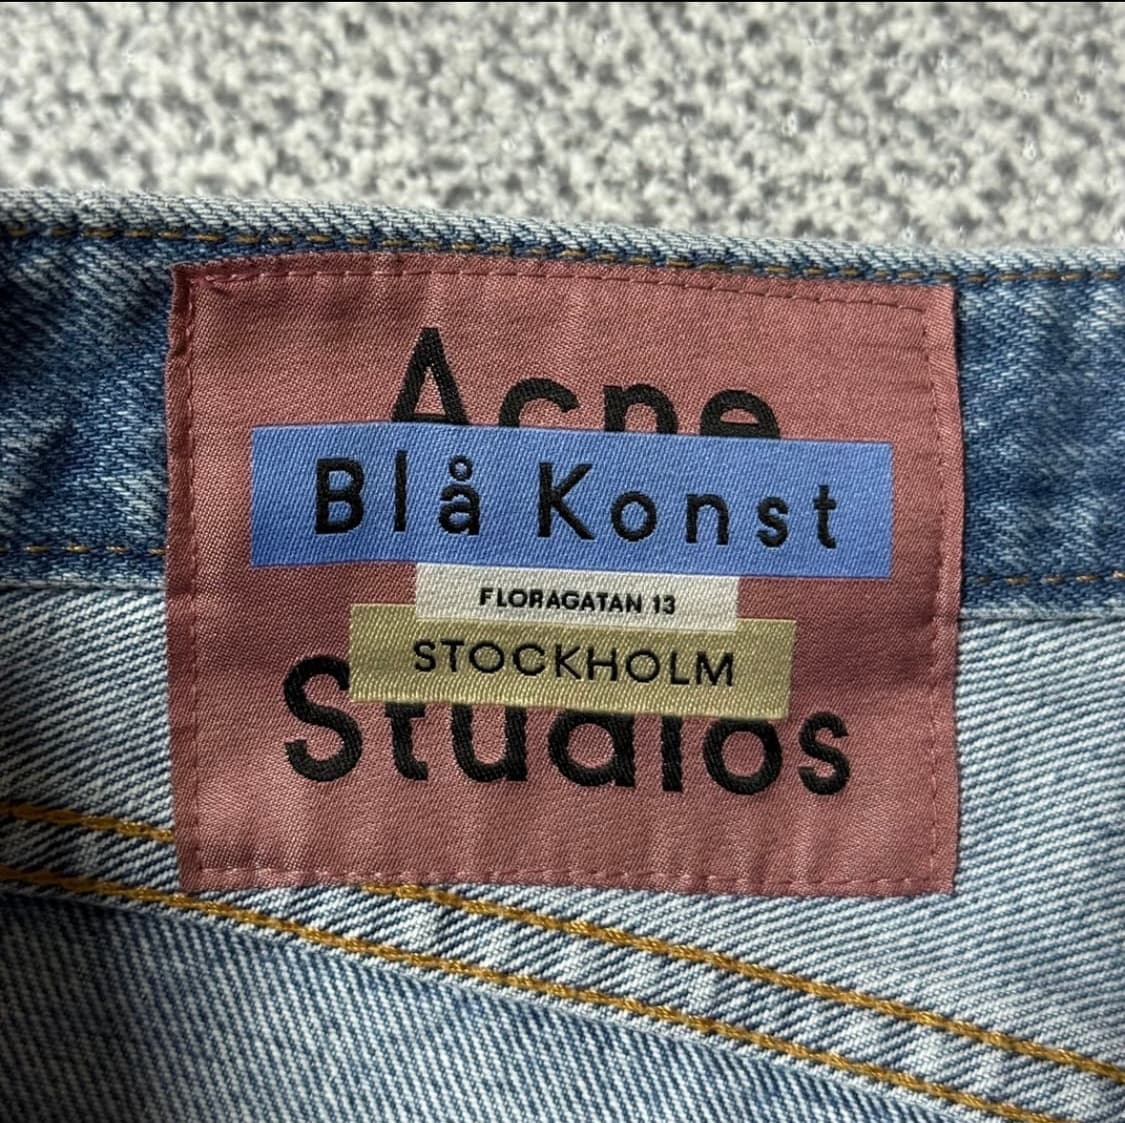 Acne
Blå Konst
FLORAGATAN 13
STOCKHOLM
Studios